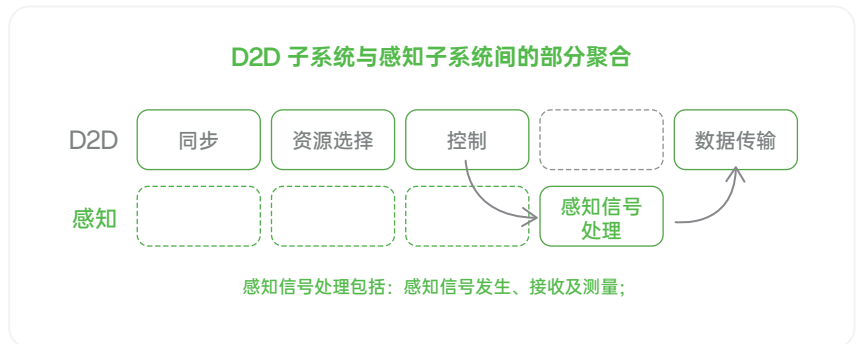 D2D 子系统与感知子系统间的部分聚合
D2D
同步
资源选择
控制
数据传输
感知
感知信号
处理
感知信号处理包括：感知信号发生、接收及测量；